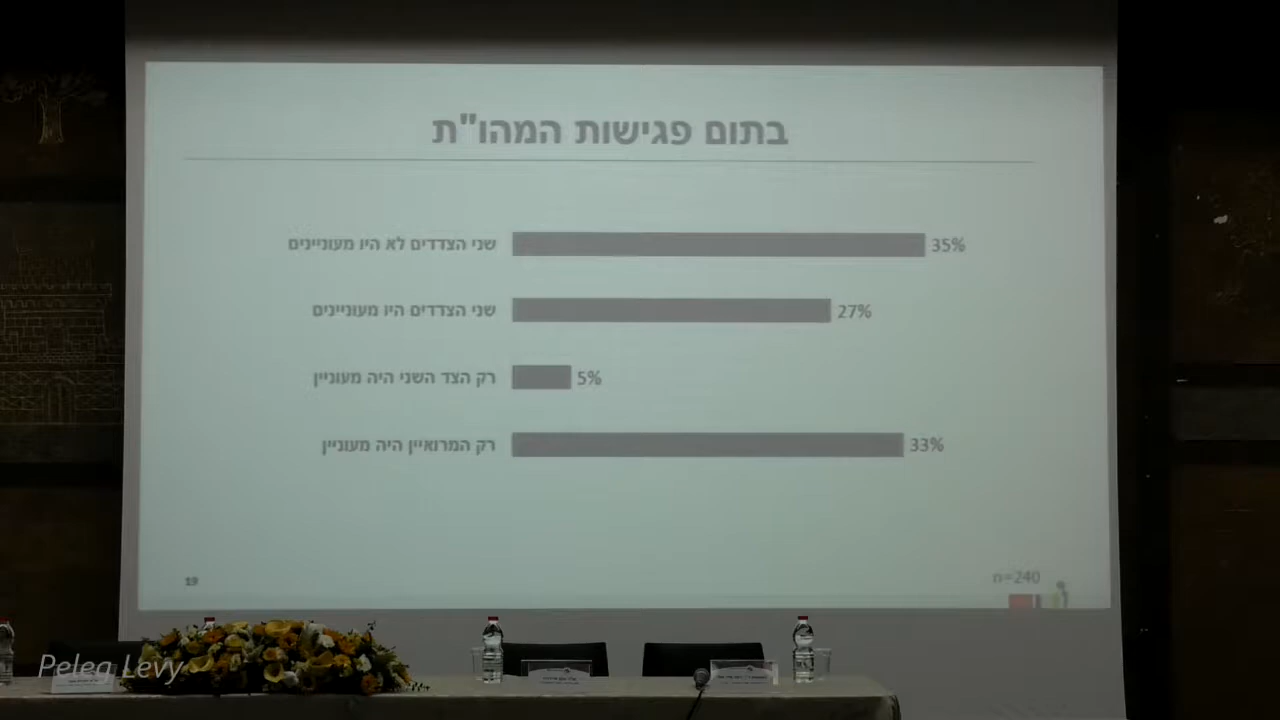 בתום פגישות המהו"ת
שני הצדדים לא היו מעוניינים 35%
שני הצדדים היו מעוניינים 27%
רק הצד השני היה מעוניין 5%
רק המרואיין היה מעוניין 33%
19
n=240
Peleg Levy